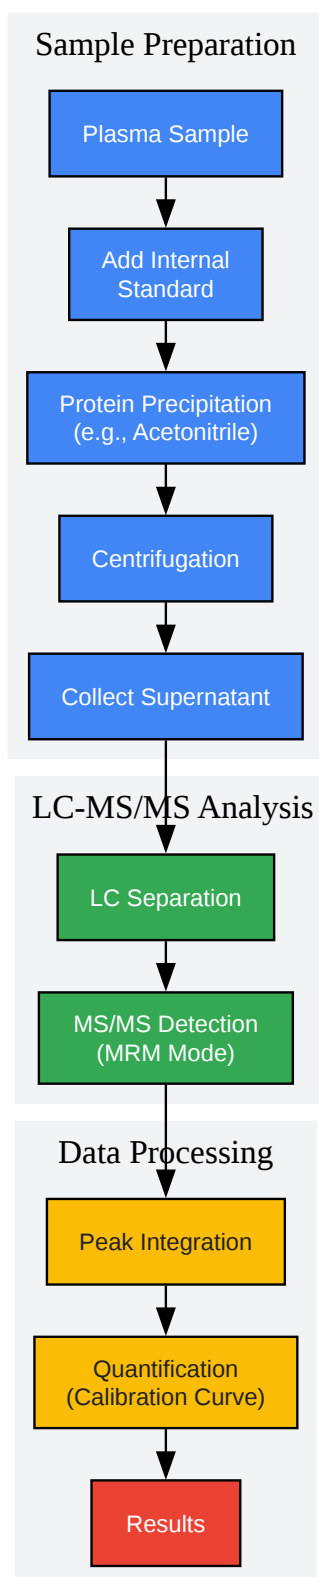 Sample Preparation
Plasma Sample
Add Internal
Standard
Protein Precipitation
(e.g., Acetonitrile)
Centrifugation
Collect Supernatant
LC-MS/MS Analysis
LC Separation
MS/MS Detection
(MRM Mode)
Data Processing
Peak Integration
Quantification
(Calibration Curve)
Results